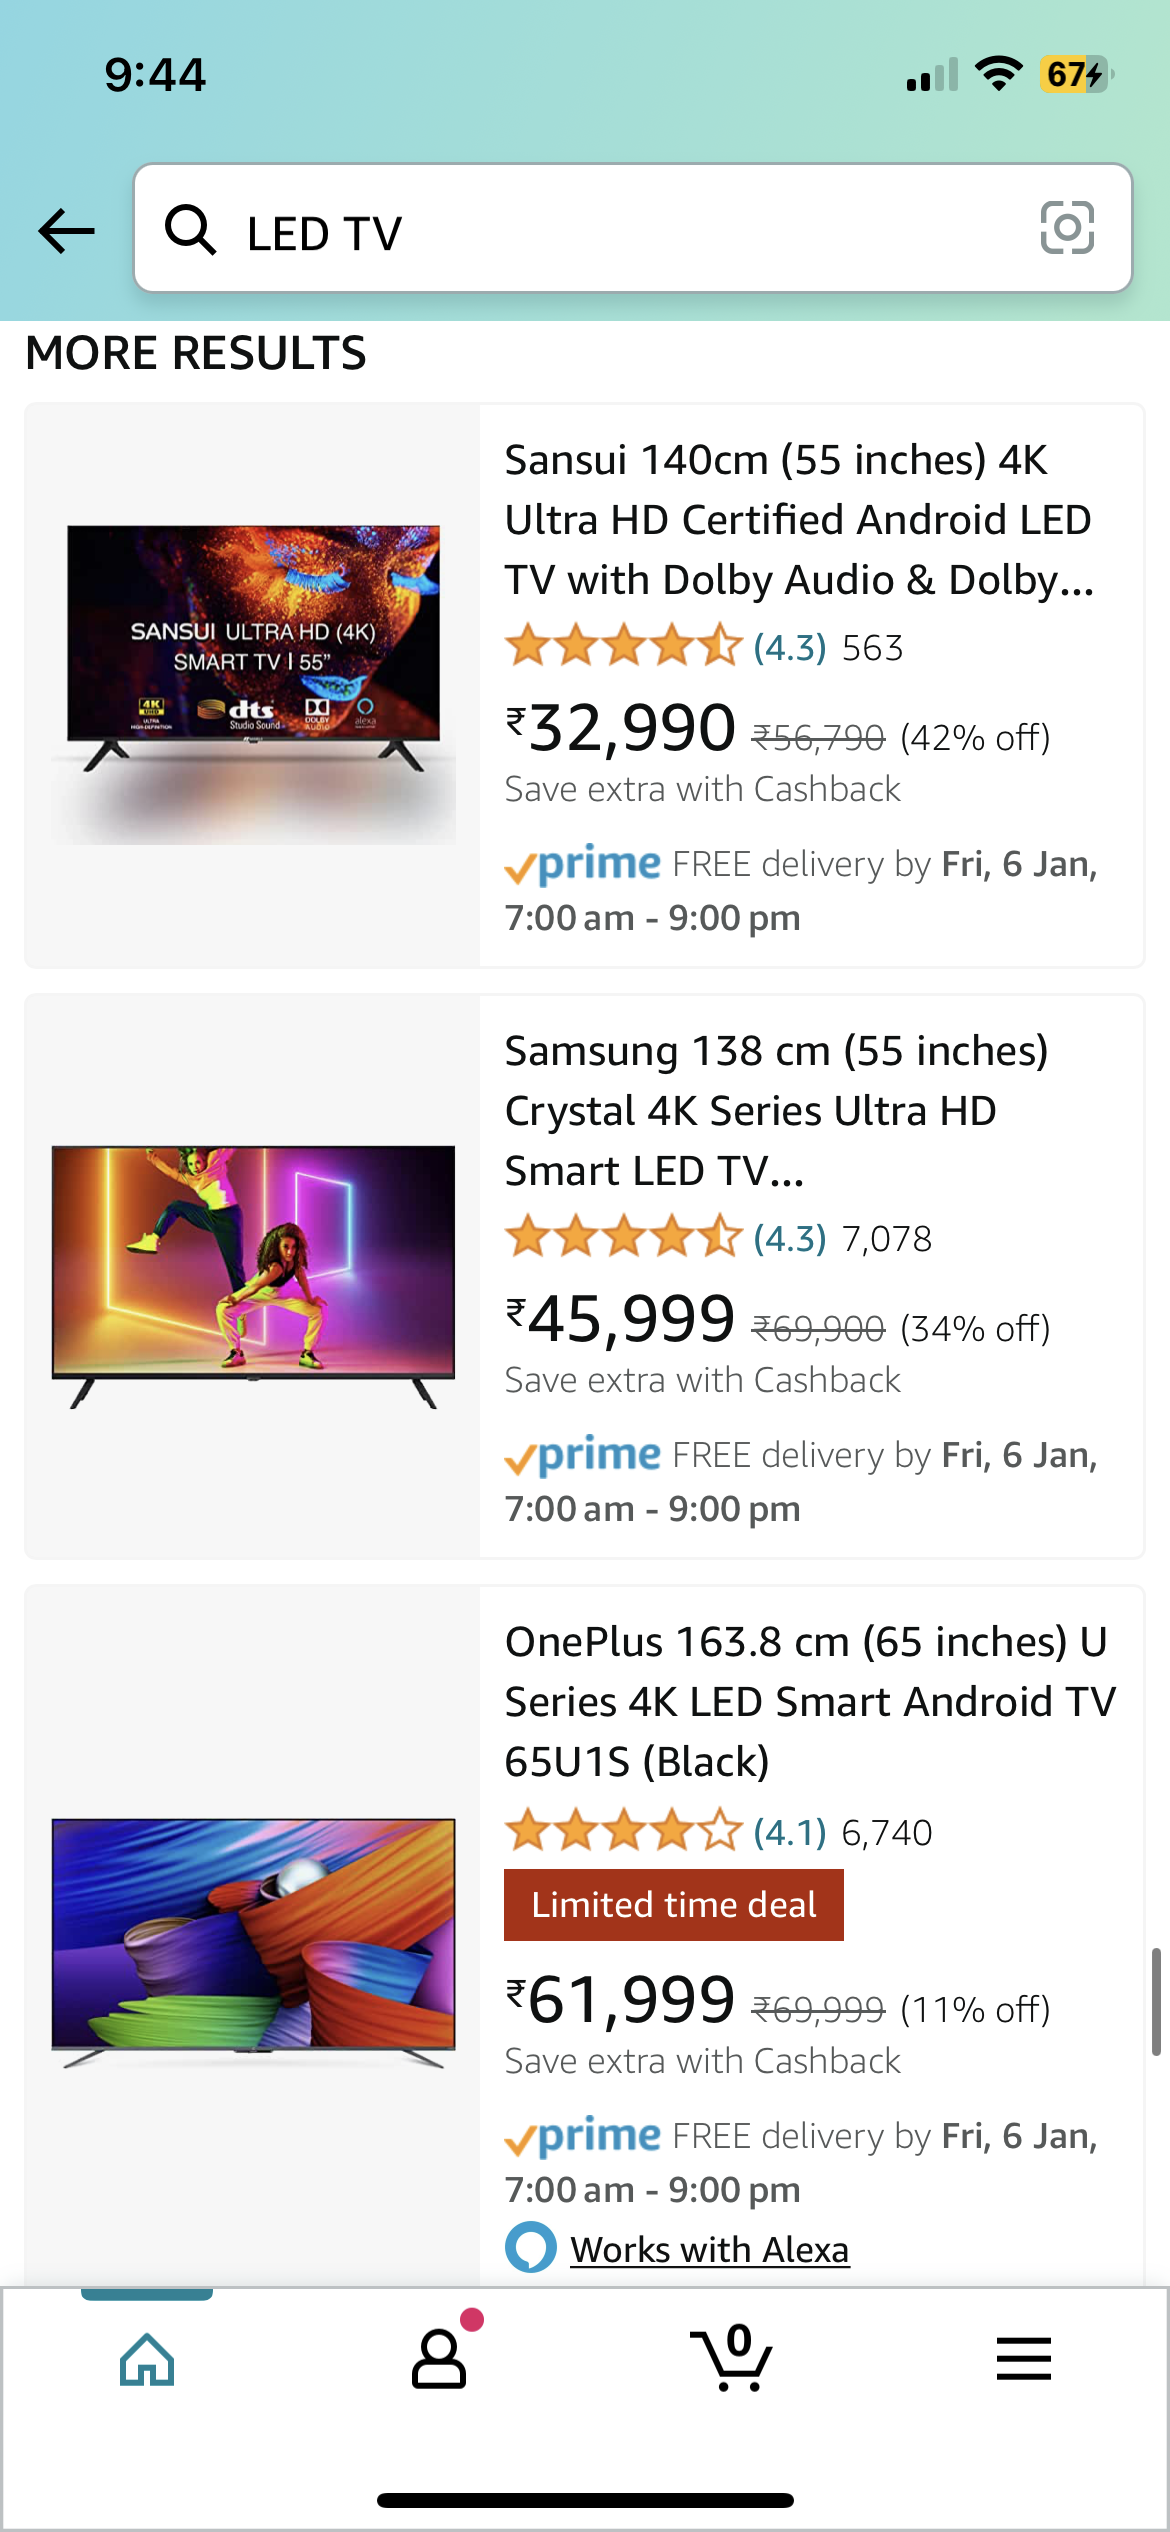 9:44
67
LED TV
MORE RESULTS
SANSUI ULTRA HD (4K)
SMART TV | 55"
4K
ULTRA
HIGH-DEFINITION
dts
Studio Sound
DOLBY
AUDIO
alexa
Sansui 140cm (55 inches) 4K
Ultra HD Certified Android LED
TV with Dolby Audio & Dolby...
(4.3) 563
₹32,990 ₹56,790 (42% off)
Save extra with Cashback
prime FREE delivery by Fri, 6 Jan,
7:00 am - 9:00 pm
Samsung 138 cm (55 inches)
Crystal 4K Series Ultra HD
Smart LED TV...
(4.3) 7,078
₹45,999 ₹69,900 (34% off)
Save extra with Cashback
prime FREE delivery by Fri, 6 Jan,
7:00 am - 9:00 pm
OnePlus 163.8 cm (65 inches) U
Series 4K LED Smart Android TV
65U1S (Black)
(4.1) 6,740
Limited time deal
₹61,999 ₹69,999 (11% off)
Save extra with Cashback
prime FREE delivery by Fri, 6 Jan,
7:00 am - 9:00 pm
Works with Alexa
0